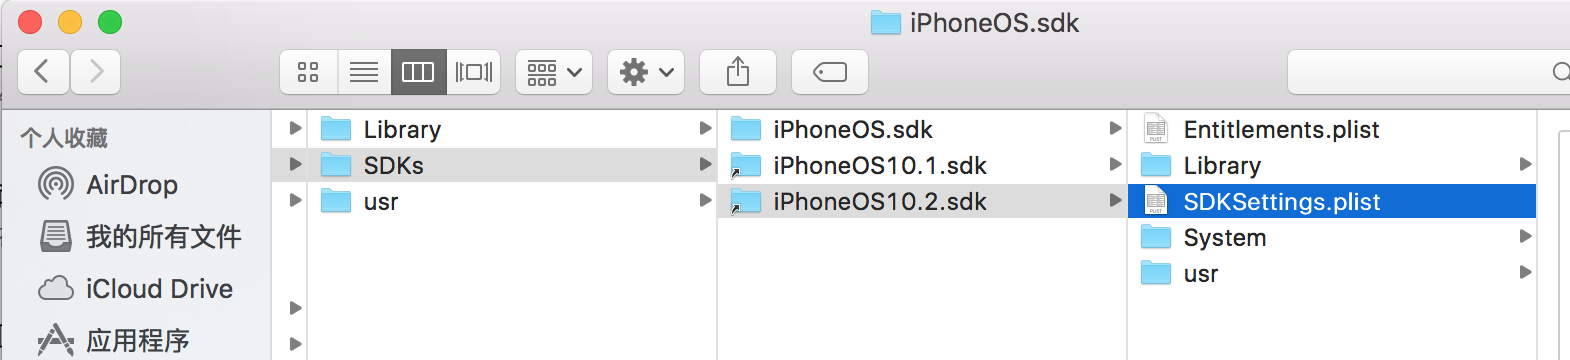 iPhoneOS.sdk
个人收藏
AirDrop
我的所有文件
iCloud Drive
应用程序
Library
SDKs
usr
iPhoneOS.sdk
iPhoneOS10.1.sdk
iPhoneOS10.2.sdk
Entitlements.plist
Library
SDKSettings.plist
System
usr